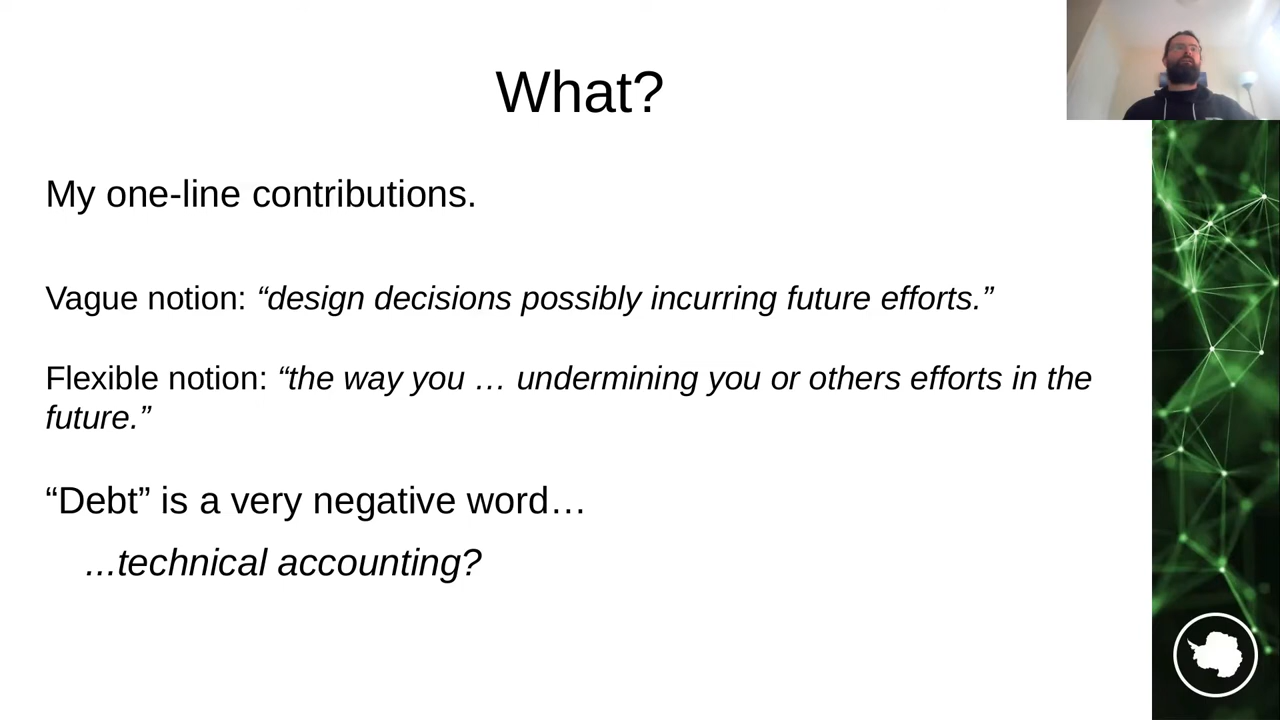 What?
My one-line contributions.
Vague notion: “design decisions possibly incurring future efforts.”
Flexible notion: “the way you … undermining you or others efforts in the
future.”
“Debt” is a very negative word…
...technical accounting?